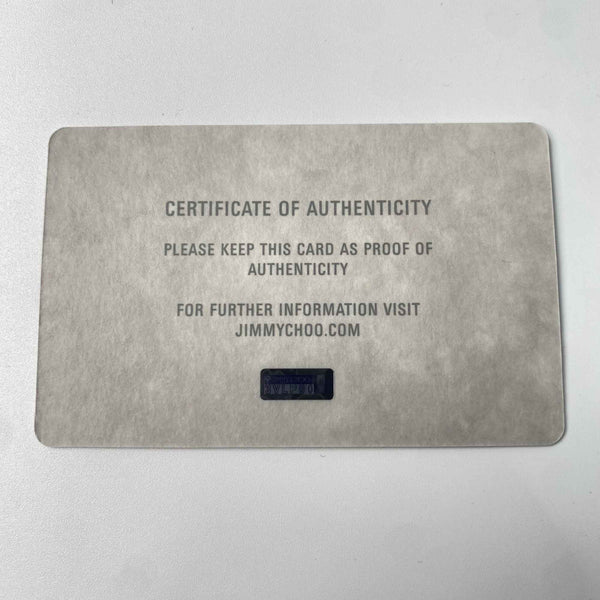 CERTIFICATE OF AUTHENTICITY
PLEASE KEEP THIS CARD AS PROOF OF
AUTHENTICITY
FOR FURTHER INFORMATION VISIT
JIMMYCHOO.COM